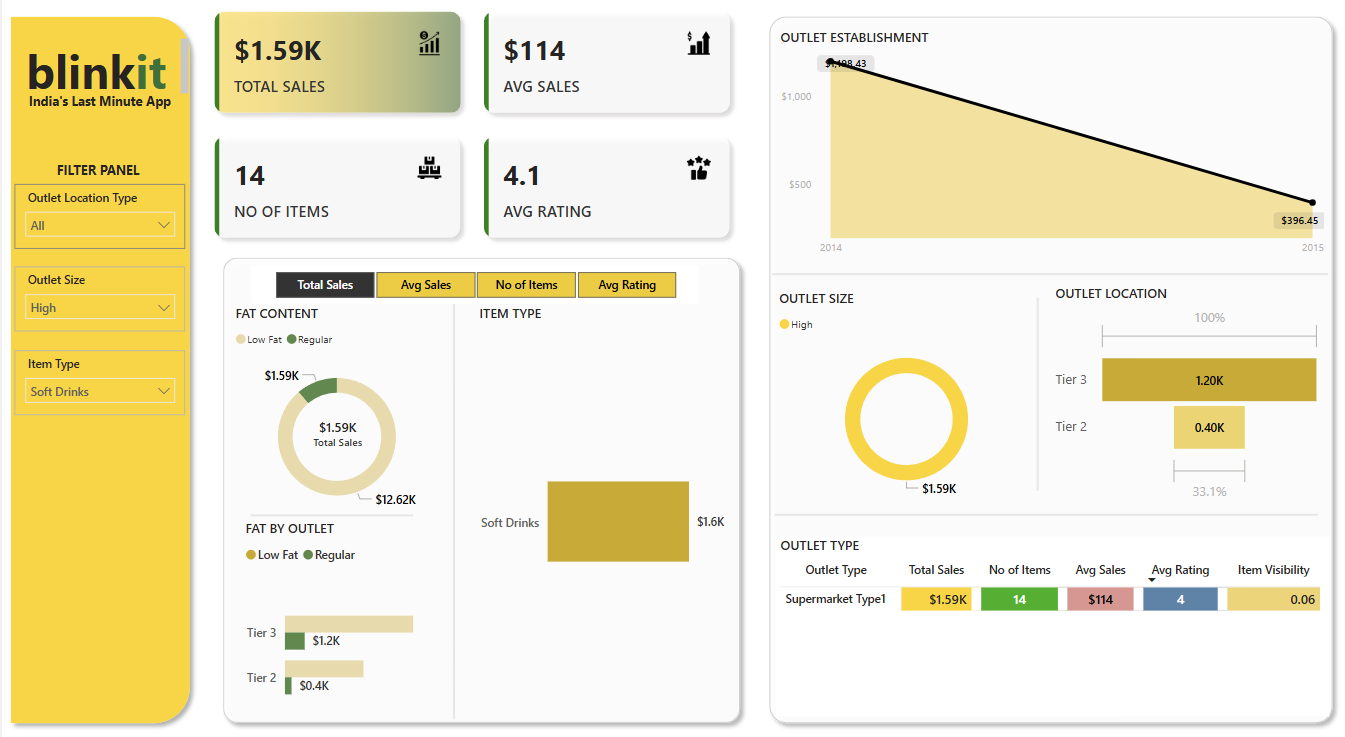 blinkit
India's Last Minute App
FILTER PANEL
Outlet Location Type
All
Outlet Size
High
Item Type
Soft Drinks
$1.59K
TOTAL SALES
$114
AVG SALES
14
NO OF ITEMS
4.1
AVG RATING
Total Sales
Avg Sales
No of Items
Avg Rating
FAT CONTENT
Low Fat
Regular
$1.59K
$1.59K
Total Sales
$12.62K
FAT BY OUTLET
Low Fat
Regular
Tier 3
$1.2K
Tier 2
$0.4K
ITEM TYPE
Soft Drinks
$1.6K
OUTLET ESTABLISHMENT
$1,198.43
$1,000
$500
$396.45
2014
2015
OUTLET SIZE
High
$1.59K
OUTLET LOCATION
100%
Tier 3
1.20K
Tier 2
0.40K
33.1%
OUTLET TYPE
Outlet Type Total Sales No of Items Avg Sales Avg Rating Item Visibility
Supermarket Type1 $1.59K 14 $114 4 0.06